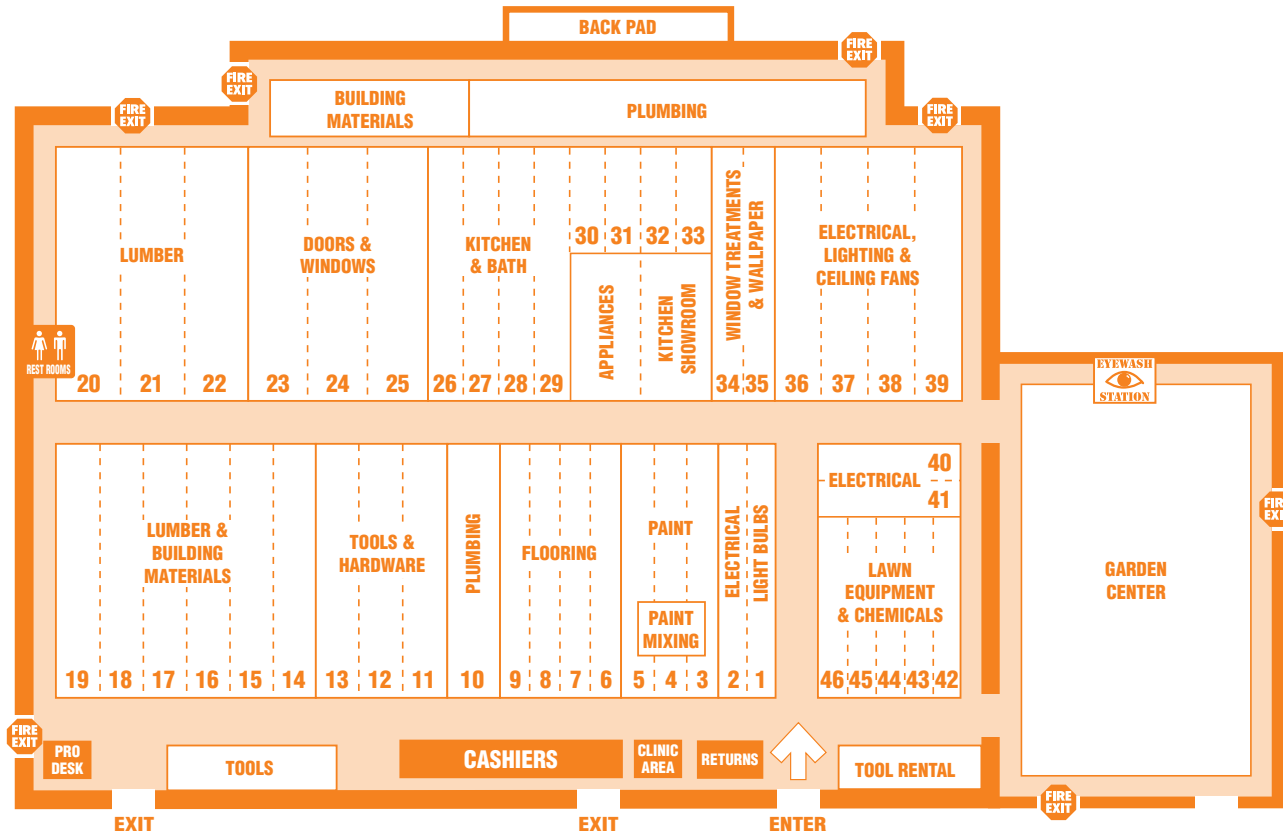 BACK PAD
FIRE
EXIT
FIRE
EXIT
FIRE
EXIT
FIRE
EXIT
BUILDING
MATERIALS
PLUMBING
LUMBER
DOORS &
WINDOWS
KITCHEN
& BATH
30 31 32 33
APPLIANCES
KITCHEN
SHOWROOM
WINDOW TREATMENTS
& WALLPAPER
ELECTRICAL,
LIGHTING &
CEILING FANS
REST ROOMS
20 21 22 23 24 25 26 27 28 29 34 35 36 37 38 39
EYEWASH
STATION
LUMBER &
BUILDING
MATERIALS
TOOLS &
HARDWARE
PLUMBING
FLOORING
PAINT
PAINT
MIXING
ELECTRICAL
LIGHT BULBS
ELECTRICAL
40
41
LAWN
EQUIPMENT
& CHEMICALS
GARDEN
CENTER
FIRE
EXIT
19 18 17 16 15 14 13 12 11 10 9 8 7 6 5 4 3 2 1 46 45 44 43 42
FIRE
EXIT
PRO
DESK
TOOLS
CASHIERS
CLINIC
AREA
RETURNS
TOOL RENTAL
FIRE
EXIT
EXIT
EXIT
ENTER